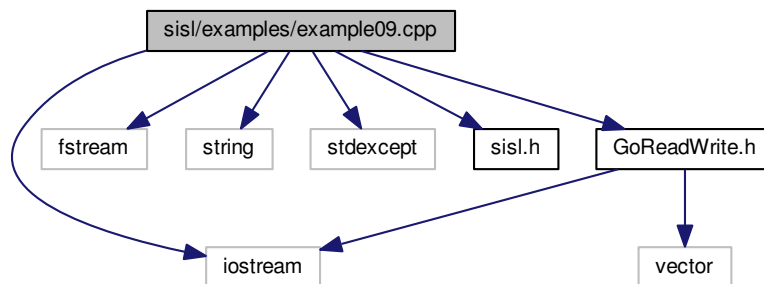 sisl/examples/example09.cpp
fstream
string
stdexcept
sisl.h
GoReadWrite.h
iostream
vector